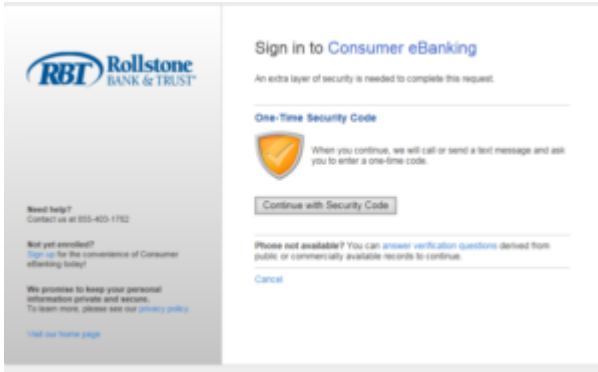 RBT Rollstone
BANK & TRUST
Need help?
Contact us at 855-403-1782
Not yet enrolled?
Sign up for the convenience of Consumer
eBanking today!
We promise to keep your personal
information private and secure.
To learn more, please see our privacy policy.
Visit our home page
Sign in to Consumer eBanking
An extra layer of security is needed to complete this request.
One-Time Security Code
When you continue, we will call or send a text message and ask
you to enter a one-time code.
Continue with Security Code
Phone not available? You can answer verification questions derived from
public or commercially available records to continue.
Cancel